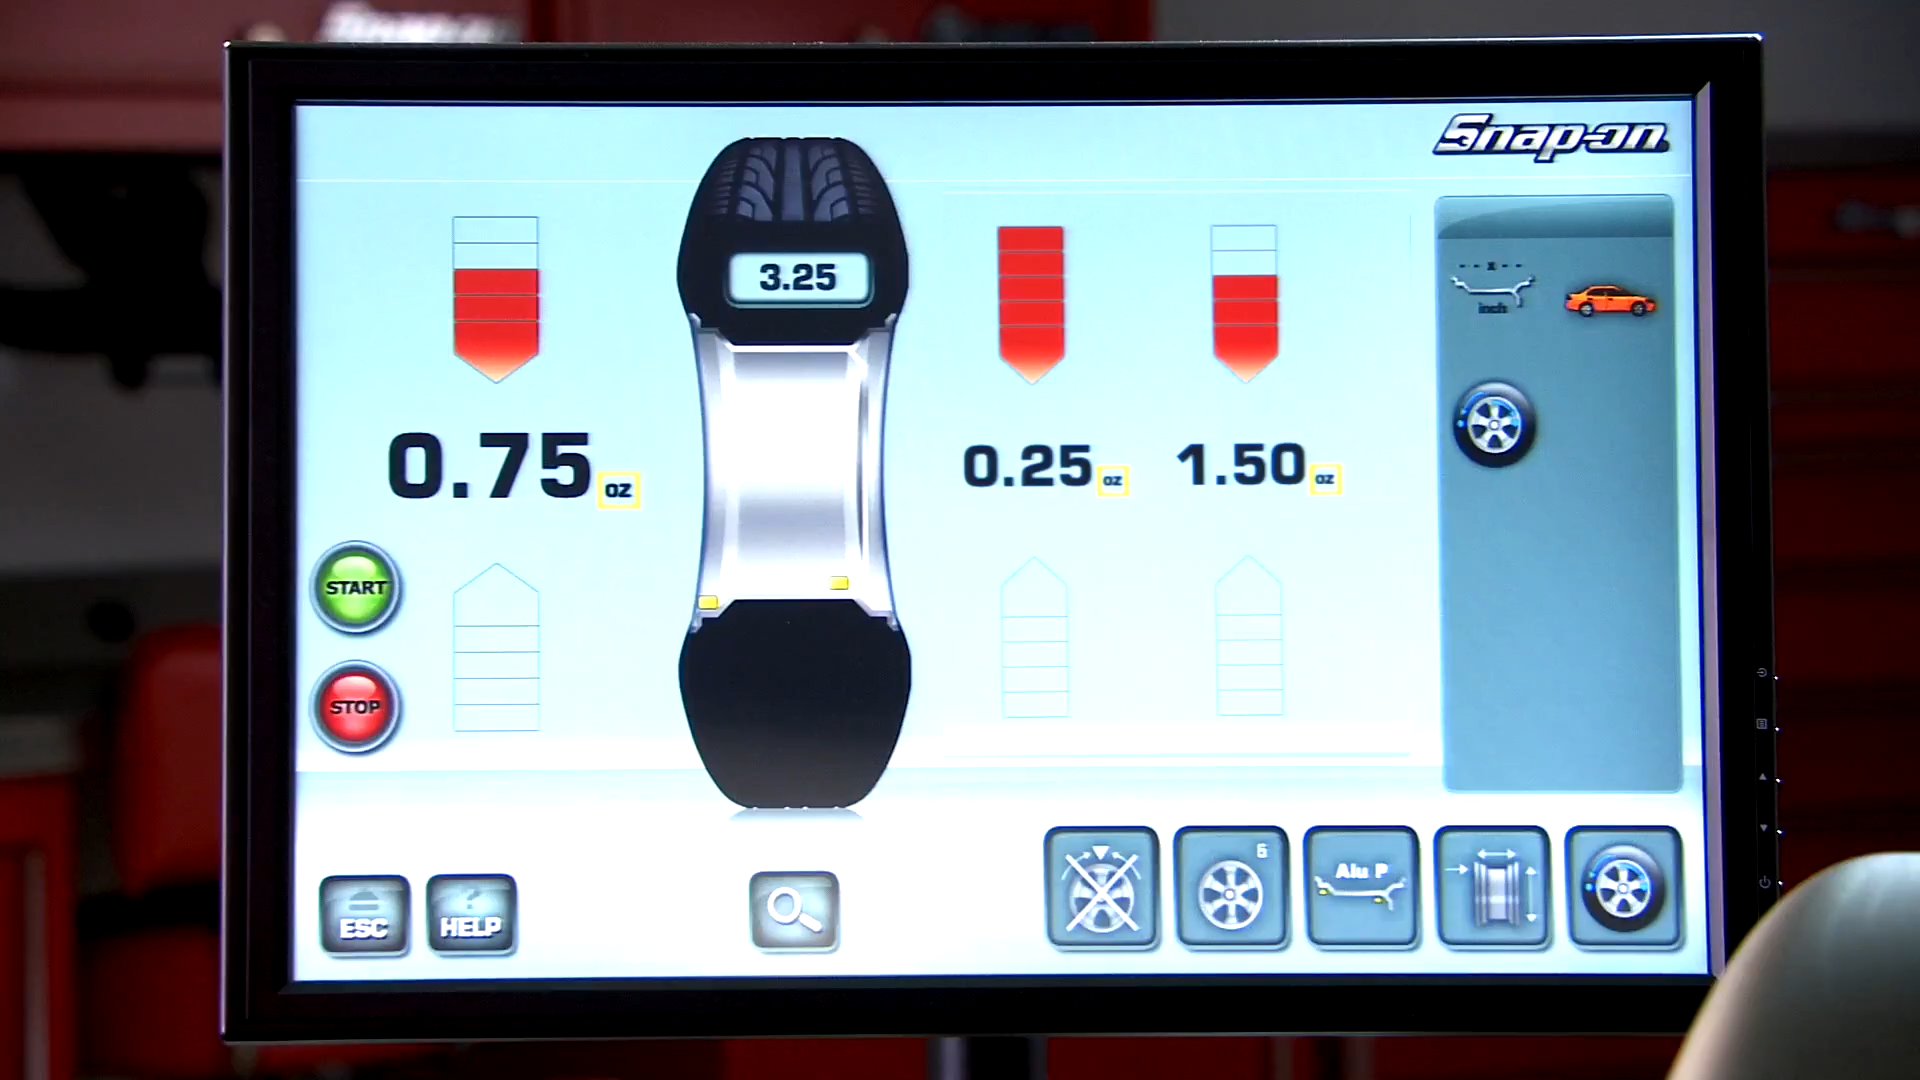 Snap-on
3.25
x
inch
0.75 oz
0.25 oz
1.50 oz
START
STOP
6
Alu P
ESC
?
HELP